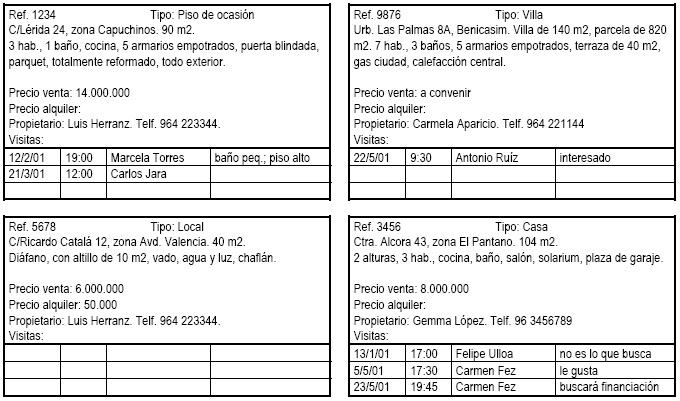 Ref. 1234 Tipo: Piso de ocasión
C/Lérida 24, zona Capuchinos. 90 m2.
3 hab., 1 baño, cocina, 5 armarios empotrados, puerta blindada,
parquet, totalmente reformado, todo exterior.
Precio venta: 14.000.000
Precio alquiler:
Propietario: Luis Herranz. Telf. 964 223344.
Visitas:
12/2/01 19:00 Marcela Torres baño peq.; piso alto
21/3/01 12:00 Carlos Jara
Ref. 9876 Tipo: Villa
Urb. Las Palmas 8A, Benicasim. Villa de 140 m2, parcela de 820
m2. 7 hab., 3 baños, 5 armarios empotrados, terraza de 40 m2,
gas ciudad, calefacción central.
Precio venta: a convenir
Precio alquiler:
Propietario: Carmela Aparicio. Telf. 964 221144
Visitas:
22/5/01 9:30 Antonio Ruíz interesado
Ref. 5678 Tipo: Local
C/Ricardo Catalá 12, zona Avd. Valencia. 40 m2.
Diáfano, con altillo de 10 m2, vado, agua y luz, chaflán.
Precio venta: 6.000.000
Precio alquiler: 50.000
Propietario: Luis Herranz. Telf. 964 223344.
Visitas:
Ref. 3456 Tipo: Casa
Ctra. Alcora 43, zona El Pantano. 104 m2.
2 alturas, 3 hab., cocina, baño, salón, solarium, plaza de garaje.
Precio venta: 8.000.000
Precio alquiler:
Propietario: Gemma López. Telf. 96 3456789
Visitas:
13/1/01 17:00 Felipe Ulloa no es lo que busca
5/5/01 17:30 Carmen Fez le gusta
23/5/01 19:45 Carmen Fez buscará financiación